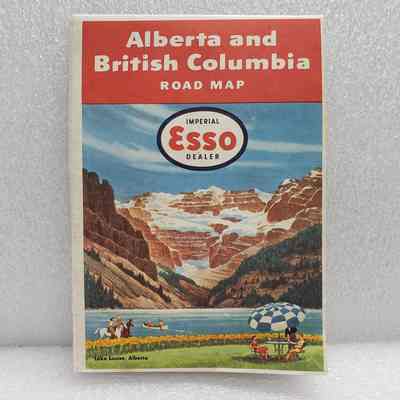 Alberta and
British Columbia
ROAD MAP
IMPERIAL
Esso
DEALER
Lake Louise, Alberta